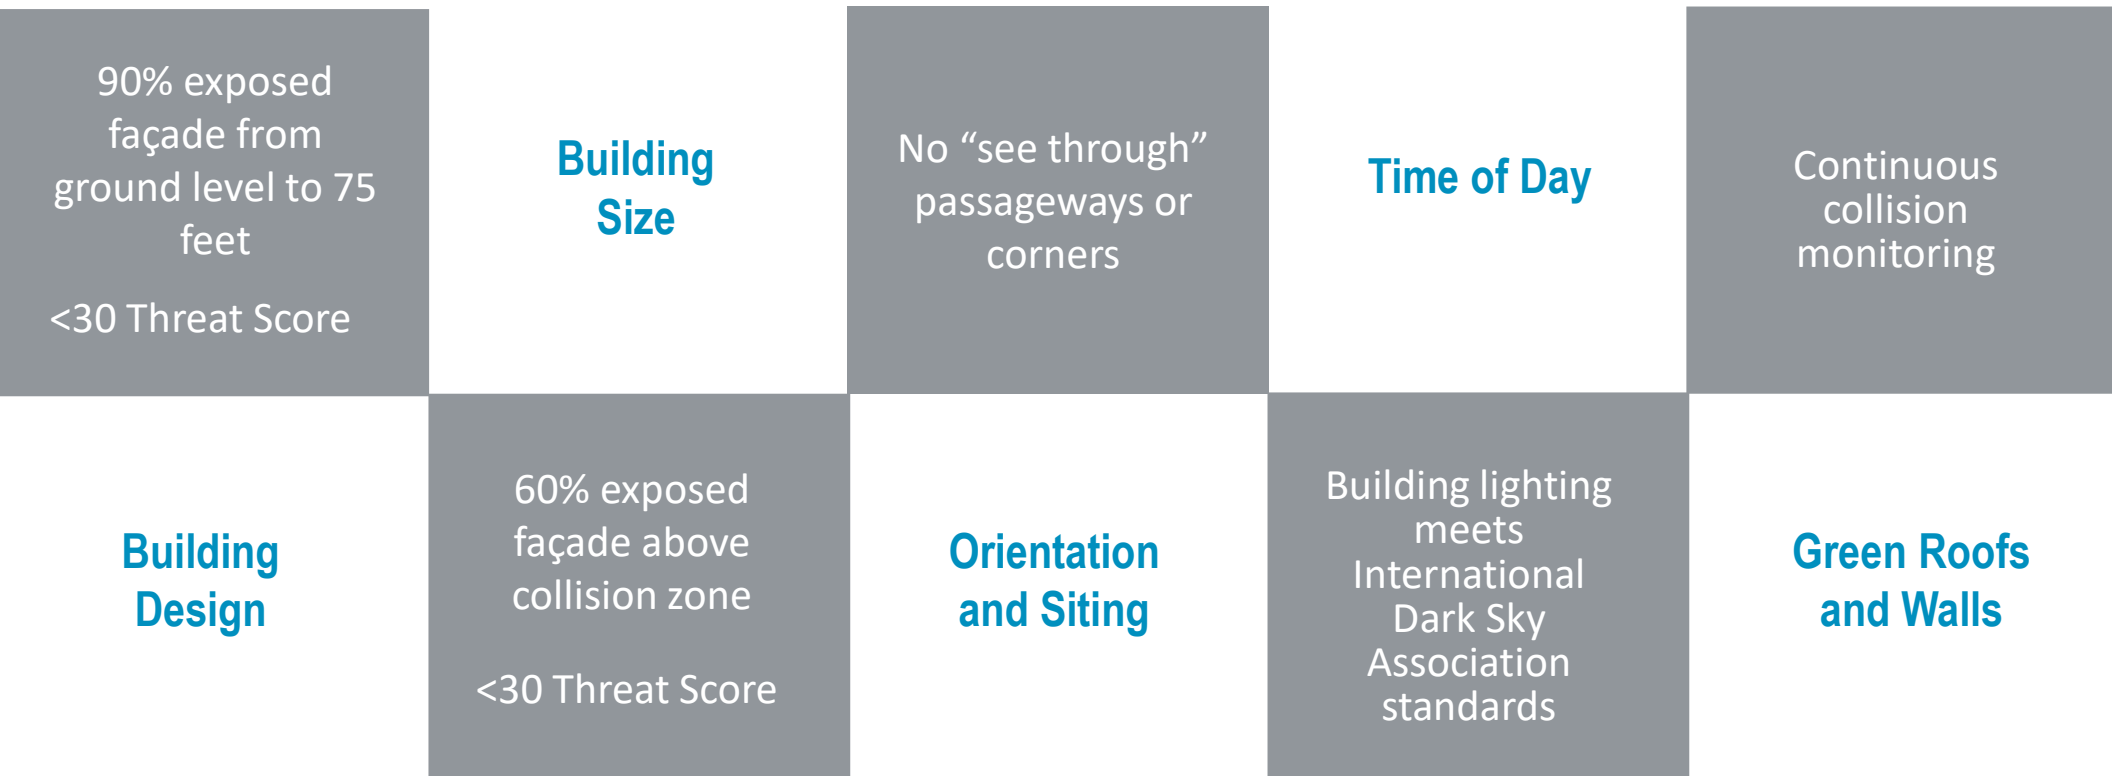 90% exposed
façade from
ground level to 75
feet
<30 Threat Score
Building
Size
No “see through”
passageways or
corners
Time of Day
Continuous
collision
monitoring
Building
Design
60% exposed
façade above
collision zone
<30 Threat Score
Orientation
and Siting
Building lighting
meets
International
Dark Sky
Association
standards
Green Roofs
and Walls